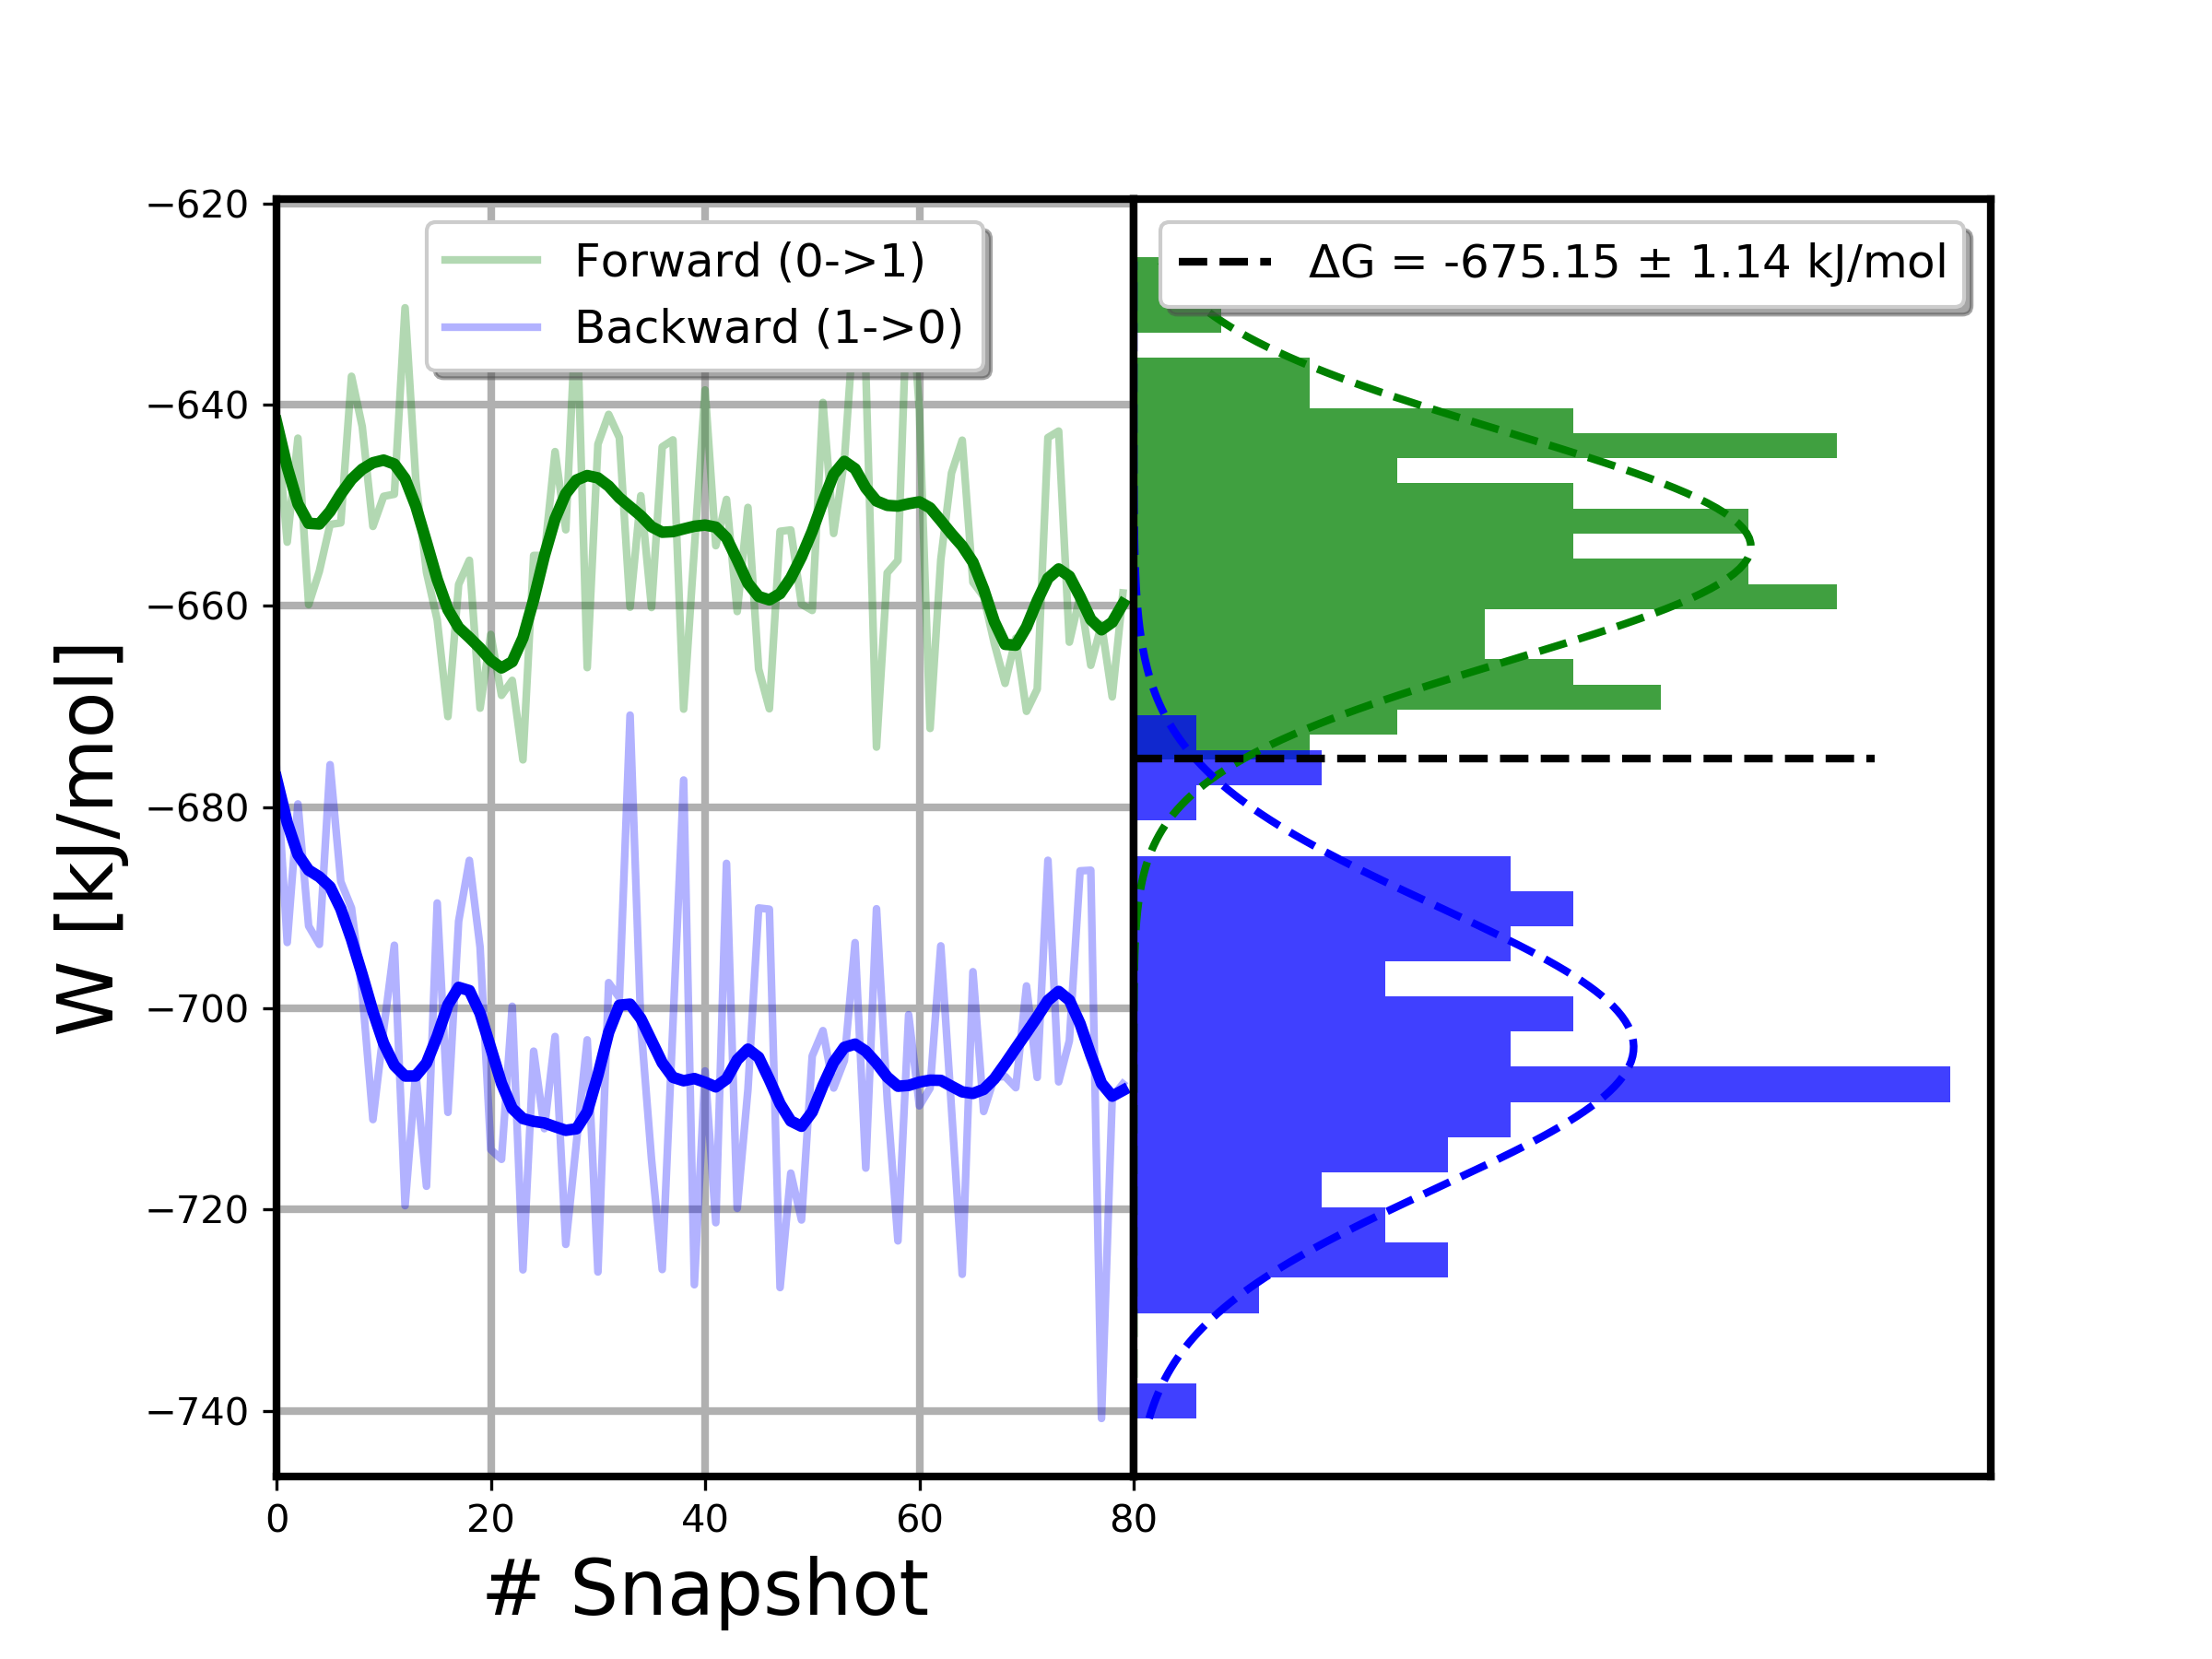 Forward (0->1)
Backward (1->0)
ΔG = -675.15 ± 1.14 kJ/mol
W [kJ/mol]
−620
−640
−660
−680
−700
−720
−740
0 20 40 60 80
# Snapshot